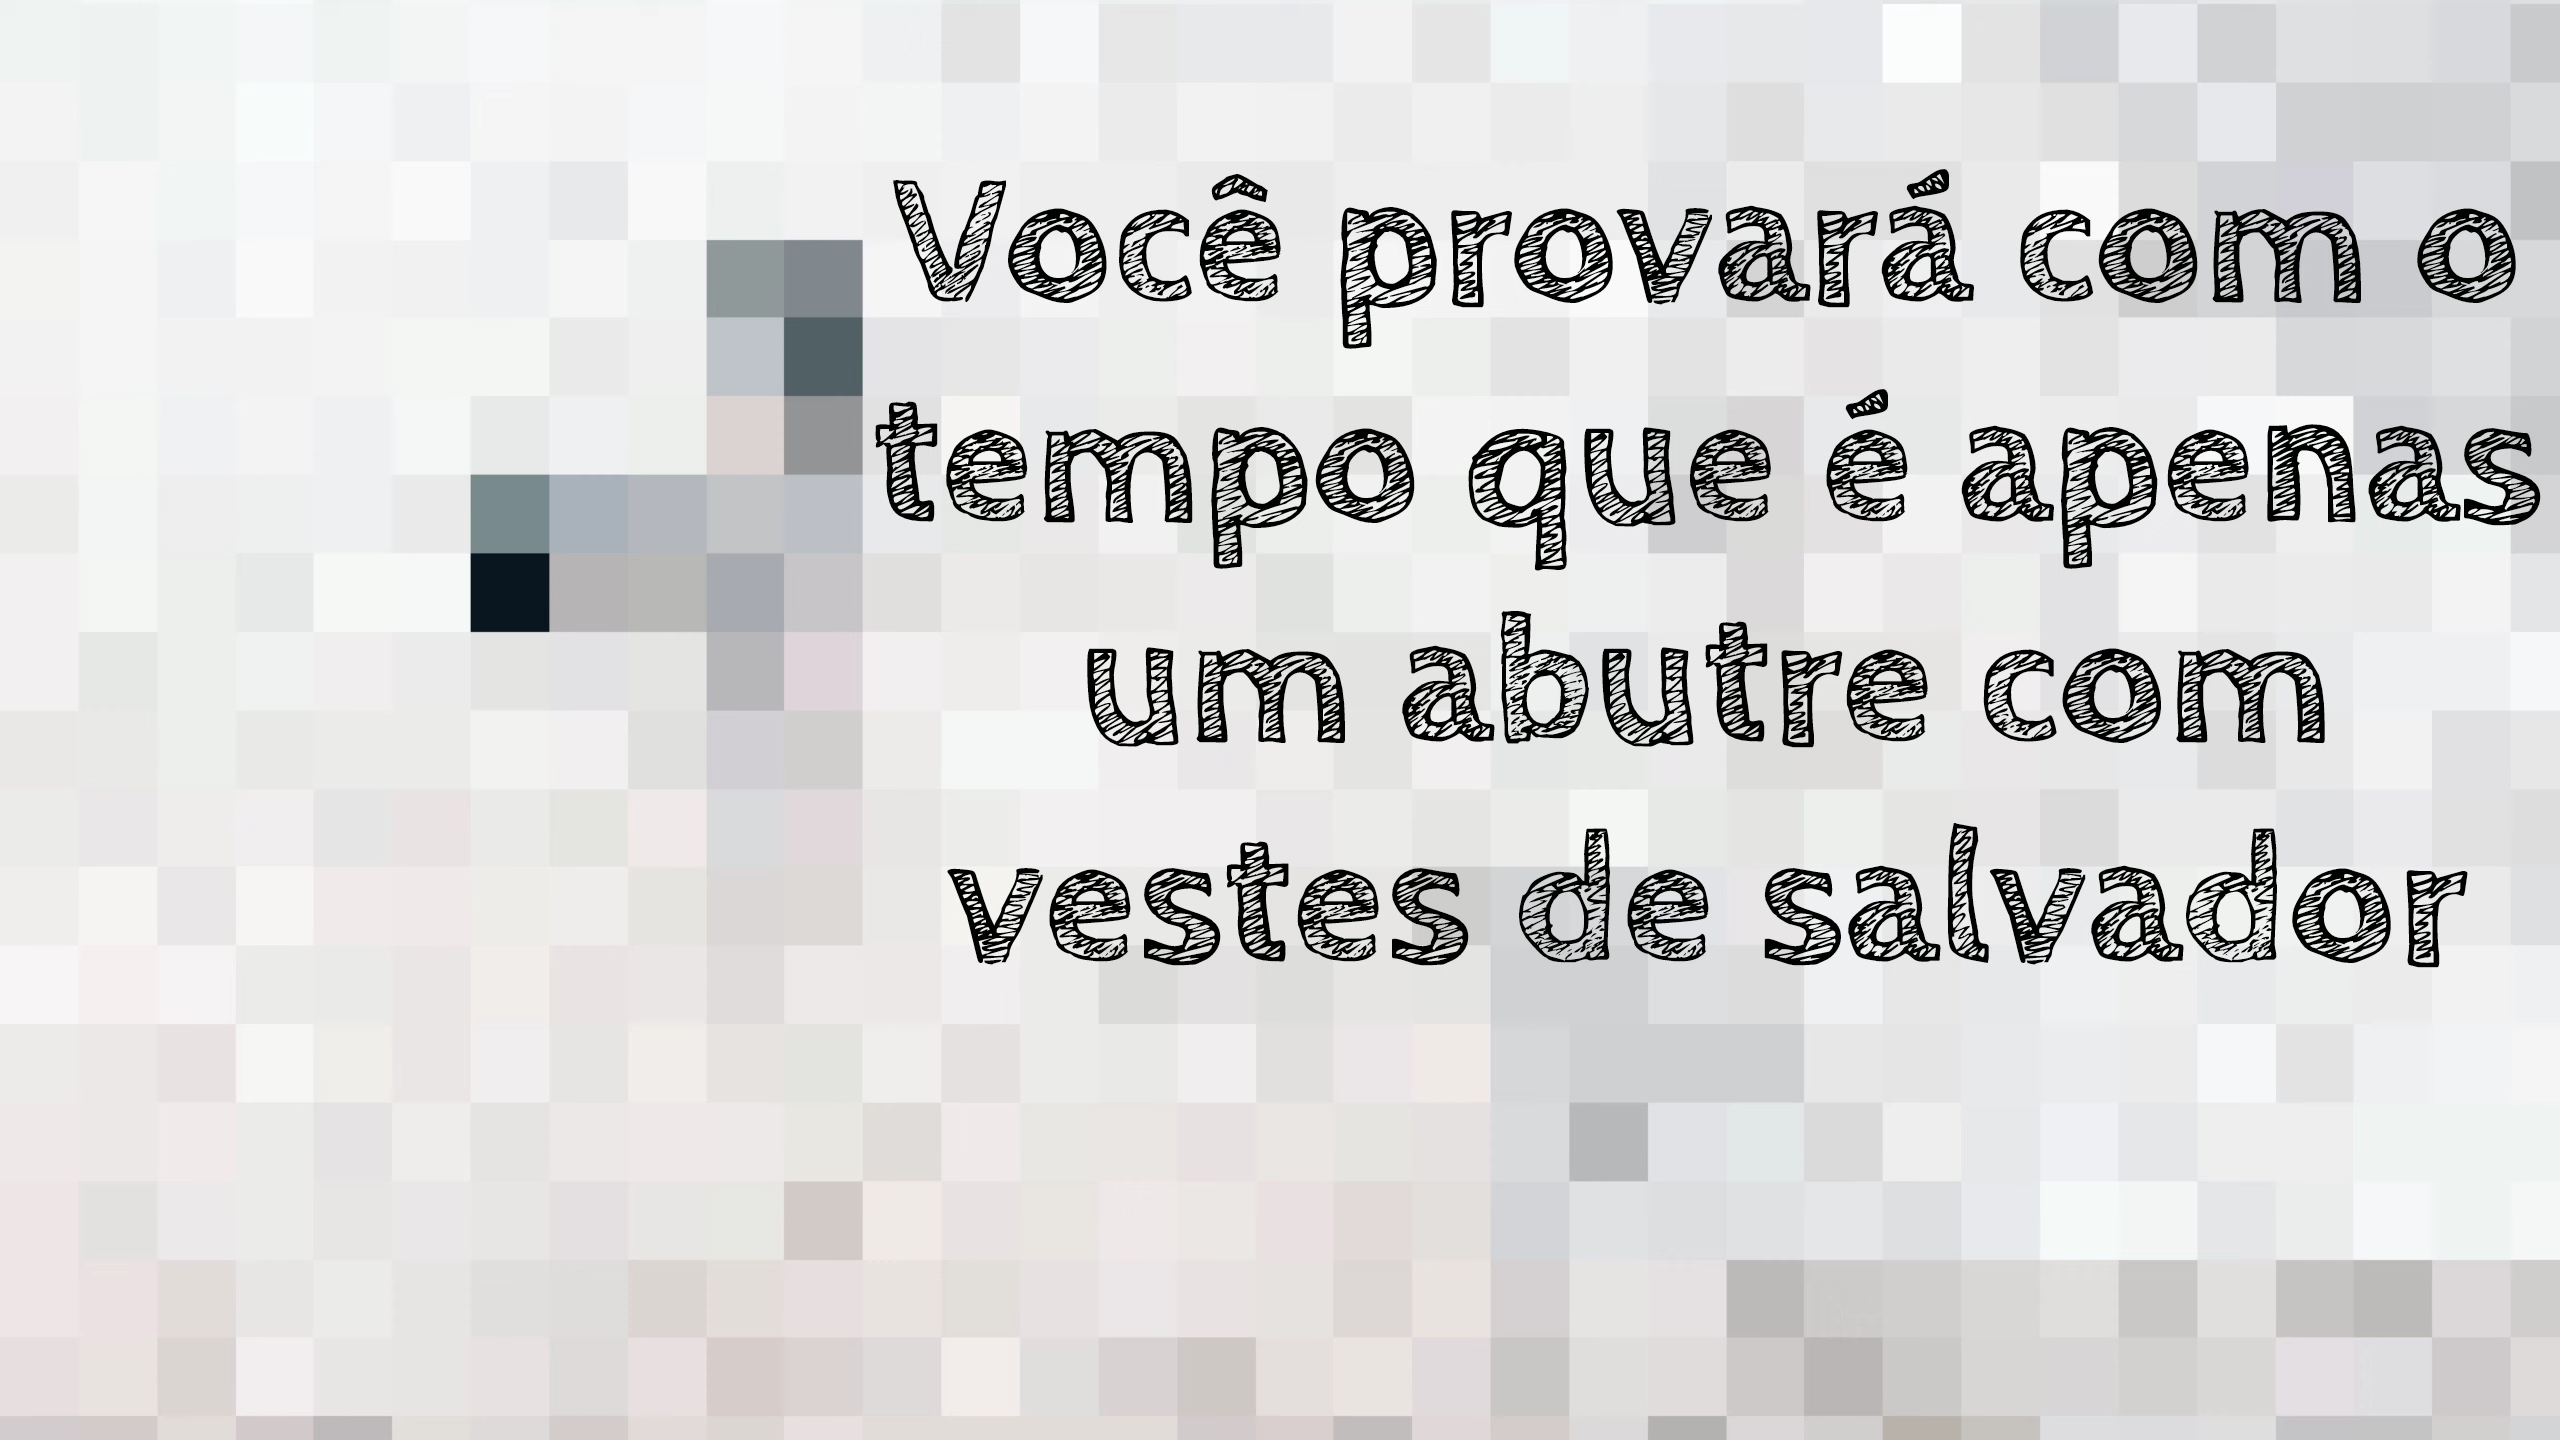 Você provará com o
tempo que é apenas
um abutre com
vestes de salvador